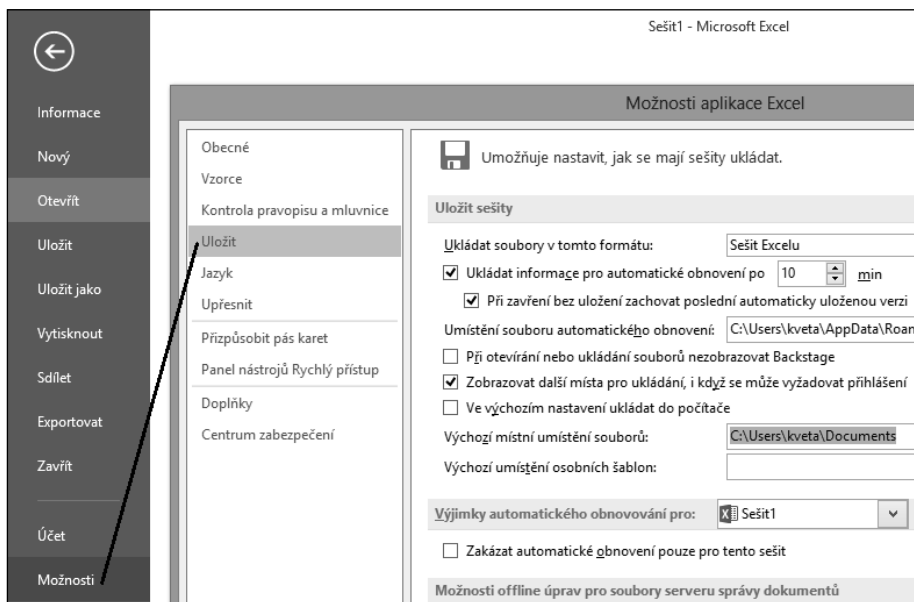 Sešit1 - Microsoft Excel
Informace
Nový
Otevřít
Uložit
Uložit jako
Vytisknout
Sdílet
Exportovat
Zavřít
Účet
Možnosti
Možnosti aplikace Excel
Obecné
Vzorce
Kontrola pravopisu a mluvnice
Uložit
Jazyk
Upřesnit
Přizpůsobit pás karet
Panel nástrojů Rychlý přístup
Doplňky
Centrum zabezpečení
Umožňuje nastavit, jak se mají sešity ukládat.
Uložit sešity
Ukládat soubory v tomto formátu: Sešit Excelu
Ukládat informace pro automatické obnovení po 10 min
Při zavření bez uložení zachovat poslední automaticky uloženou verzi
Umístění souboru automatického obnovení: C:\Users\kveta\AppData\Roan
Při otevírání nebo ukládání souborů nezobrazovat Backstage
Zobrazovat další místa pro ukládání, i když se může vyžadovat přihlášení
Ve výchozím nastavení ukládat do počítače
Výchozí místní umístění souborů: C:\Users\kveta\Documents
Výchozí umístění osobních šablon:
Výjimky automatického obnovování pro: Sešit1
Zakázat automatické obnovení pouze pro tento sešit
Možnosti offline úprav pro soubory serveru správy dokumentů